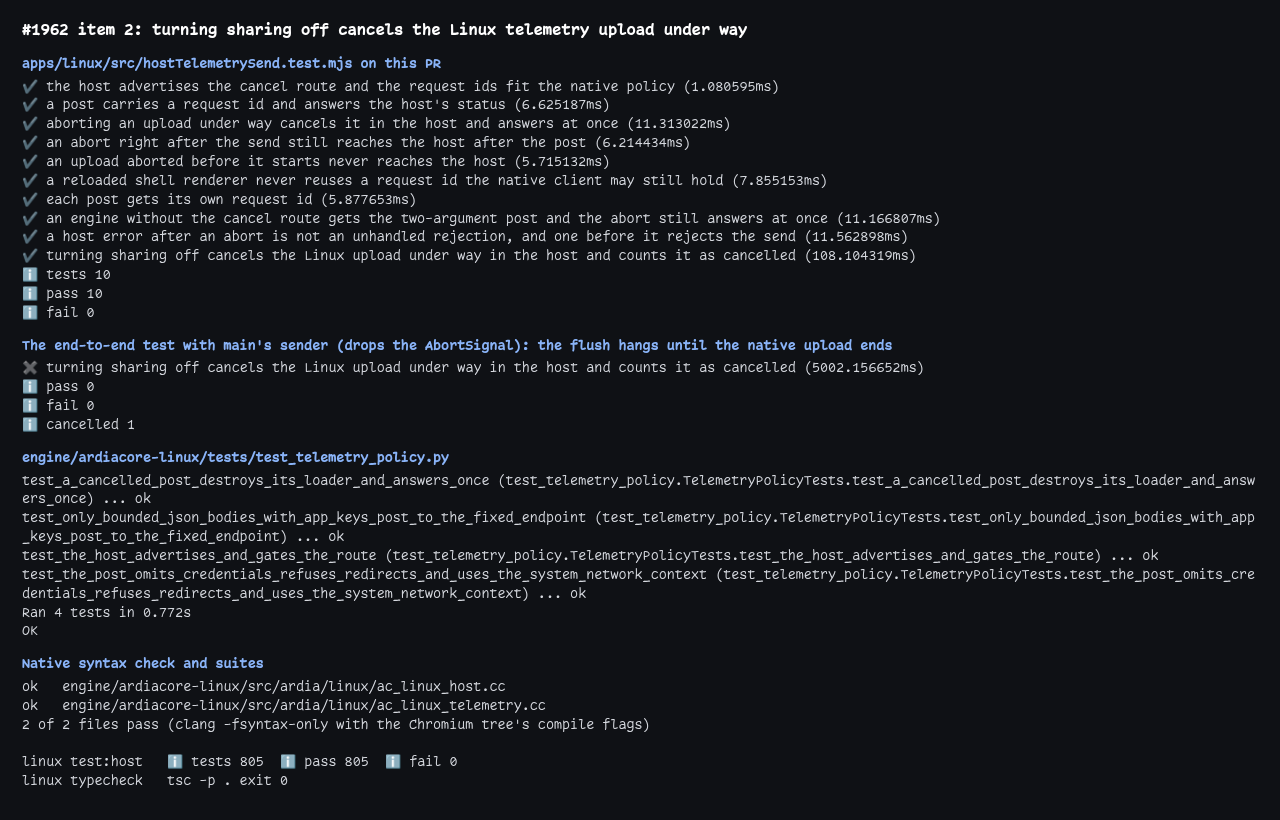 #1962 item 2: turning sharing off cancels the Linux telemetry upload under way
apps/linux/src/hostTelemetrySend.test.mjs on this PR
✔ the host advertises the cancel route and the request ids fit the native policy (1.080595ms)
✔ a post carries a request id and answers the host's status (6.625187ms)
✔ aborting an upload under way cancels it in the host and answers at once (11.313022ms)
✔ an abort right after the send still reaches the host after the post (6.214434ms)
✔ an upload aborted before it starts never reaches the host (5.715132ms)
✔ a reloaded shell renderer never reuses a request id the native client may still hold (7.855153ms)
✔ each post gets its own request id (5.877653ms)
✔ an engine without the cancel route gets the two-argument post and the abort still answers at once (11.166807ms)
✔ a host error after an abort is not an unhandled rejection, and one before it rejects the send (11.562898ms)
✔ turning sharing off cancels the Linux upload under way in the host and counts it as cancelled (108.104319ms)
ℹ tests 10
ℹ pass 10
ℹ fail 0
The end-to-end test with main's sender (drops the AbortSignal): the flush hangs until the native upload ends
✖ turning sharing off cancels the Linux upload under way in the host and counts it as cancelled (5002.156652ms)
ℹ pass 0
ℹ fail 0
ℹ cancelled 1
engine/ardiacore-linux/tests/test_telemetry_policy.py
test_a_cancelled_post_destroys_its_loader_and_answers_once (test_telemetry_policy.TelemetryPolicyTests.test_a_cancelled_post_destroys_its_loader_and_answ
ers_once) ... ok
test_only_bounded_json_bodies_with_app_keys_post_to_the_fixed_endpoint (test_telemetry_policy.TelemetryPolicyTests.test_only_bounded_json_bodies_with_app
_keys_post_to_the_fixed_endpoint) ... ok
test_the_host_advertises_and_gates_the_route (test_telemetry_policy.TelemetryPolicyTests.test_the_host_advertises_and_gates_the_route) ... ok
test_the_post_omits_credentials_refuses_redirects_and_uses_the_system_network_context (test_telemetry_policy.TelemetryPolicyTests.test_the_post_omits_cre
dentials_refuses_redirects_and_uses_the_system_network_context) ... ok
Ran 4 tests in 0.772s
OK
Native syntax check and suites
ok   engine/ardiacore-linux/src/ardia/linux/ac_linux_host.cc
ok   engine/ardiacore-linux/src/ardia/linux/ac_linux_telemetry.cc
2 of 2 files pass (clang -fsyntax-only with the Chromium tree's compile flags)
linux test:host   ℹ tests 805  ℹ pass 805  ℹ fail 0
linux typecheck   tsc -p . exit 0